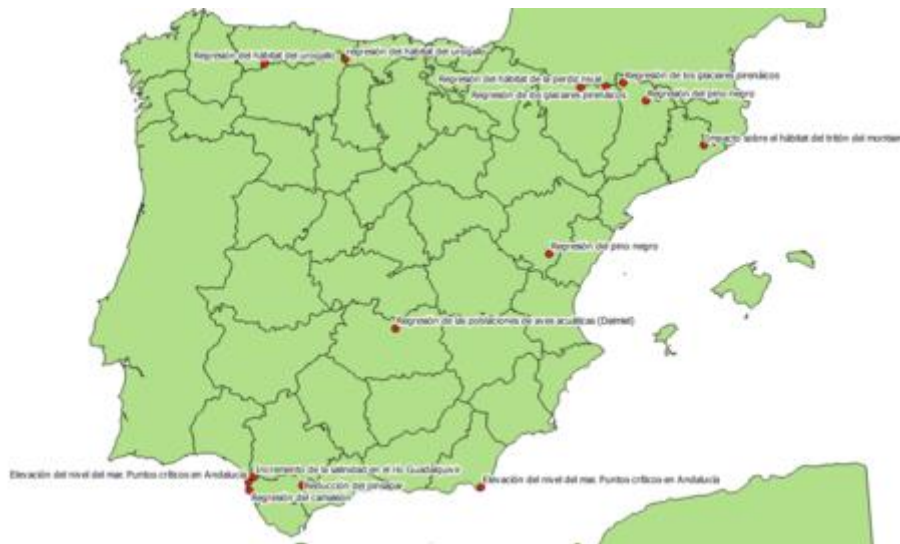 Regresión del hábitat del urogallo
regresión del hábitat del urogallo
Regresión de los glaciares pirenáicos
Regresión del hábitat de la perdiz nival
Regresión de los glaciares pirenáicos
Regresión del pino negro
Impacto sobre el hábitat del tritón del montsen
Regresión del pino negro
Regresión de las poblaciones de aves acuáticas (Daimiel)
Incremento de la salinidad en el río Guadalquivir
Elevación del nivel del mar. Puntos críticos en Andalucía
Elevación del nivel del mar. Puntos críticos en Andalucía
Reducción del pinsapar
Regresión del camaleón